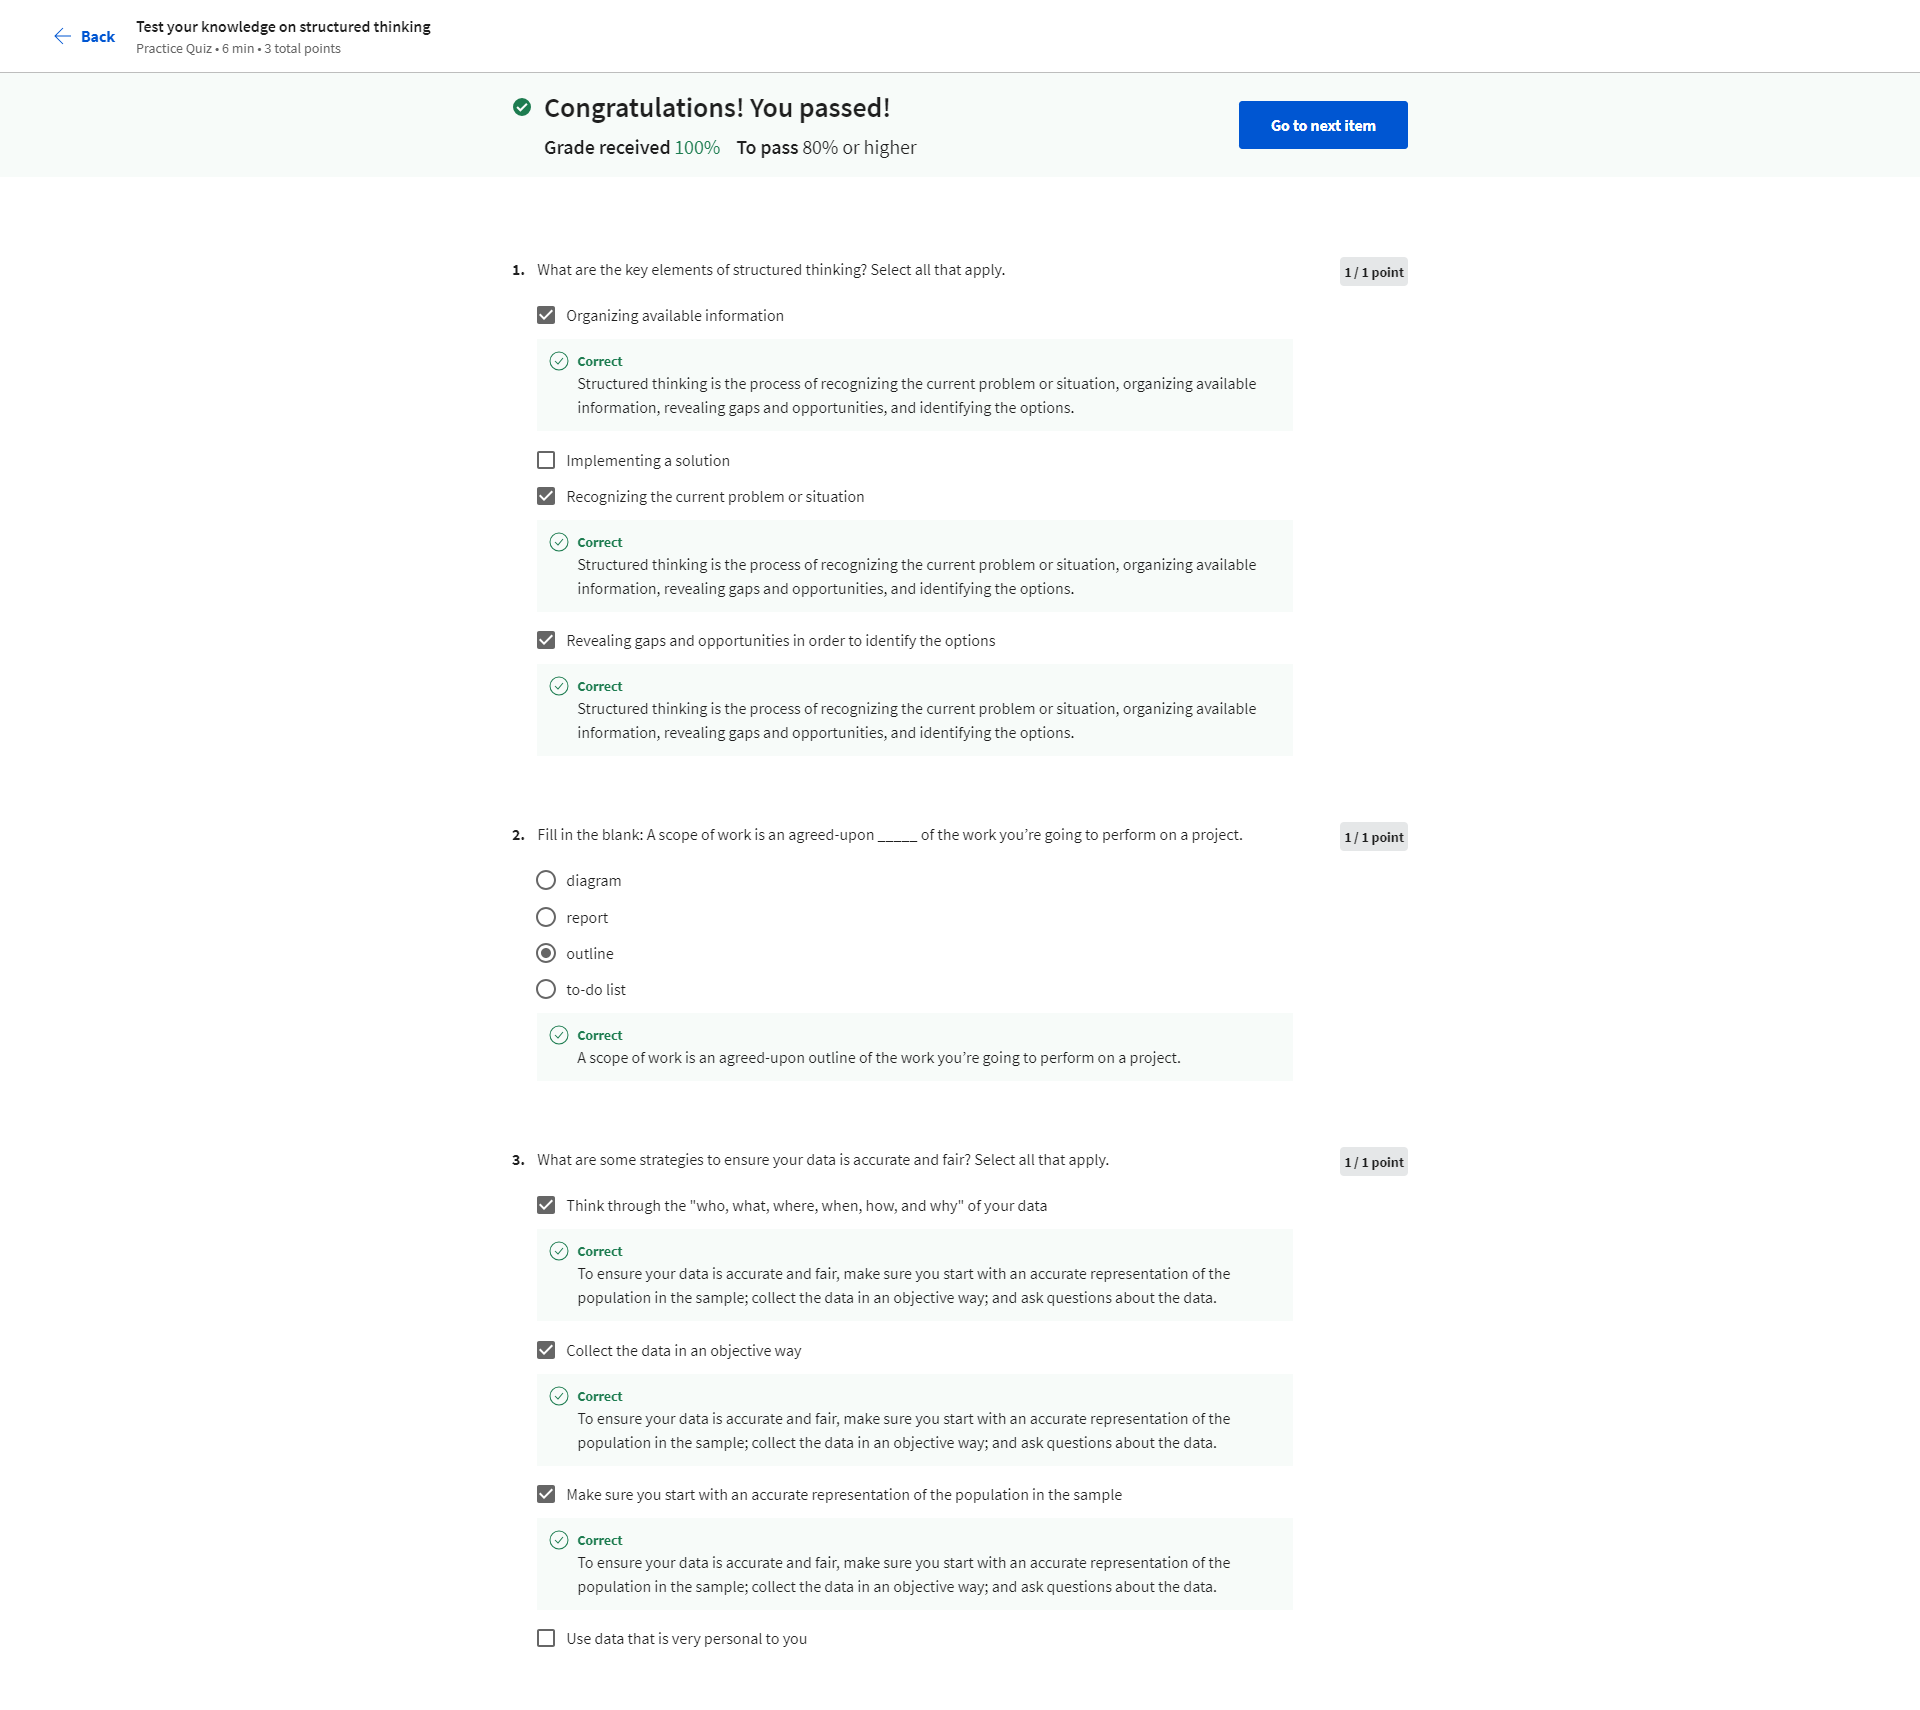 Back
Test your knowledge on structured thinking
Practice Quiz • 6 min • 3 total points
Congratulations! You passed!
Grade received 100% To pass 80% or higher
Go to next item
1. What are the key elements of structured thinking? Select all that apply.
1 / 1 point
Organizing available information
Correct
Structured thinking is the process of recognizing the current problem or situation, organizing available
information, revealing gaps and opportunities, and identifying the options.
Implementing a solution
Recognizing the current problem or situation
Correct
Structured thinking is the process of recognizing the current problem or situation, organizing available
information, revealing gaps and opportunities, and identifying the options.
Revealing gaps and opportunities in order to identify the options
Correct
Structured thinking is the process of recognizing the current problem or situation, organizing available
information, revealing gaps and opportunities, and identifying the options.
2. Fill in the blank: A scope of work is an agreed-upon _____ of the work you’re going to perform on a project.
1 / 1 point
diagram
report
outline
to-do list
Correct
A scope of work is an agreed-upon outline of the work you’re going to perform on a project.
3. What are some strategies to ensure your data is accurate and fair? Select all that apply.
1 / 1 point
Think through the "who, what, where, when, how, and why" of your data
Correct
To ensure your data is accurate and fair, make sure you start with an accurate representation of the
population in the sample; collect the data in an objective way; and ask questions about the data.
Collect the data in an objective way
Correct
To ensure your data is accurate and fair, make sure you start with an accurate representation of the
population in the sample; collect the data in an objective way; and ask questions about the data.
Make sure you start with an accurate representation of the population in the sample
Correct
To ensure your data is accurate and fair, make sure you start with an accurate representation of the
population in the sample; collect the data in an objective way; and ask questions about the data.
Use data that is very personal to you